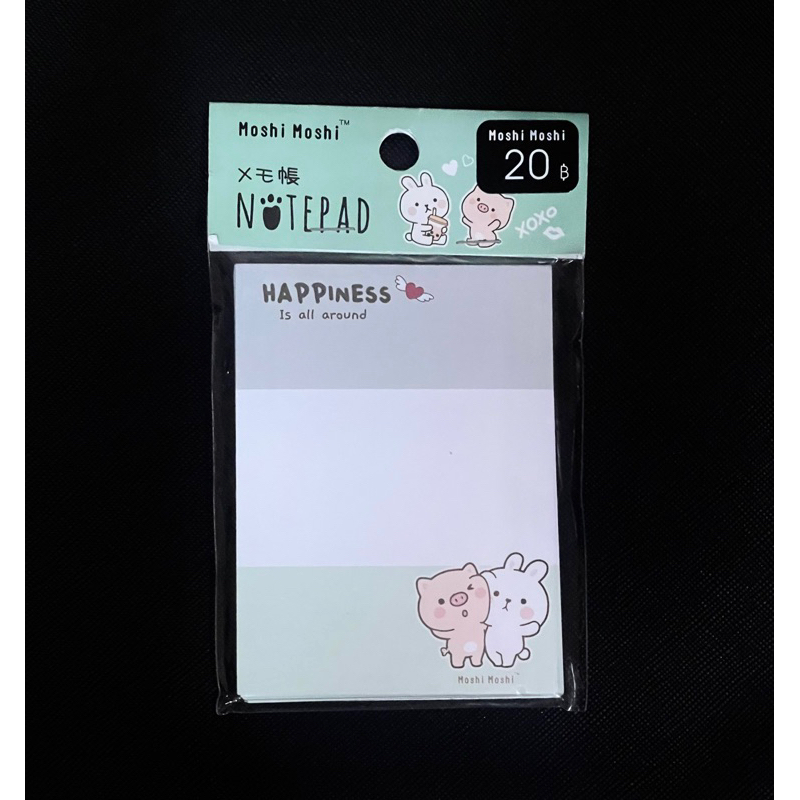 Moshi Moshi™
メモ帳
NOTEPAD
Moshi Moshi
20 ฿
XOXO
HAPPINESS
Is all around
Moshi Moshi™